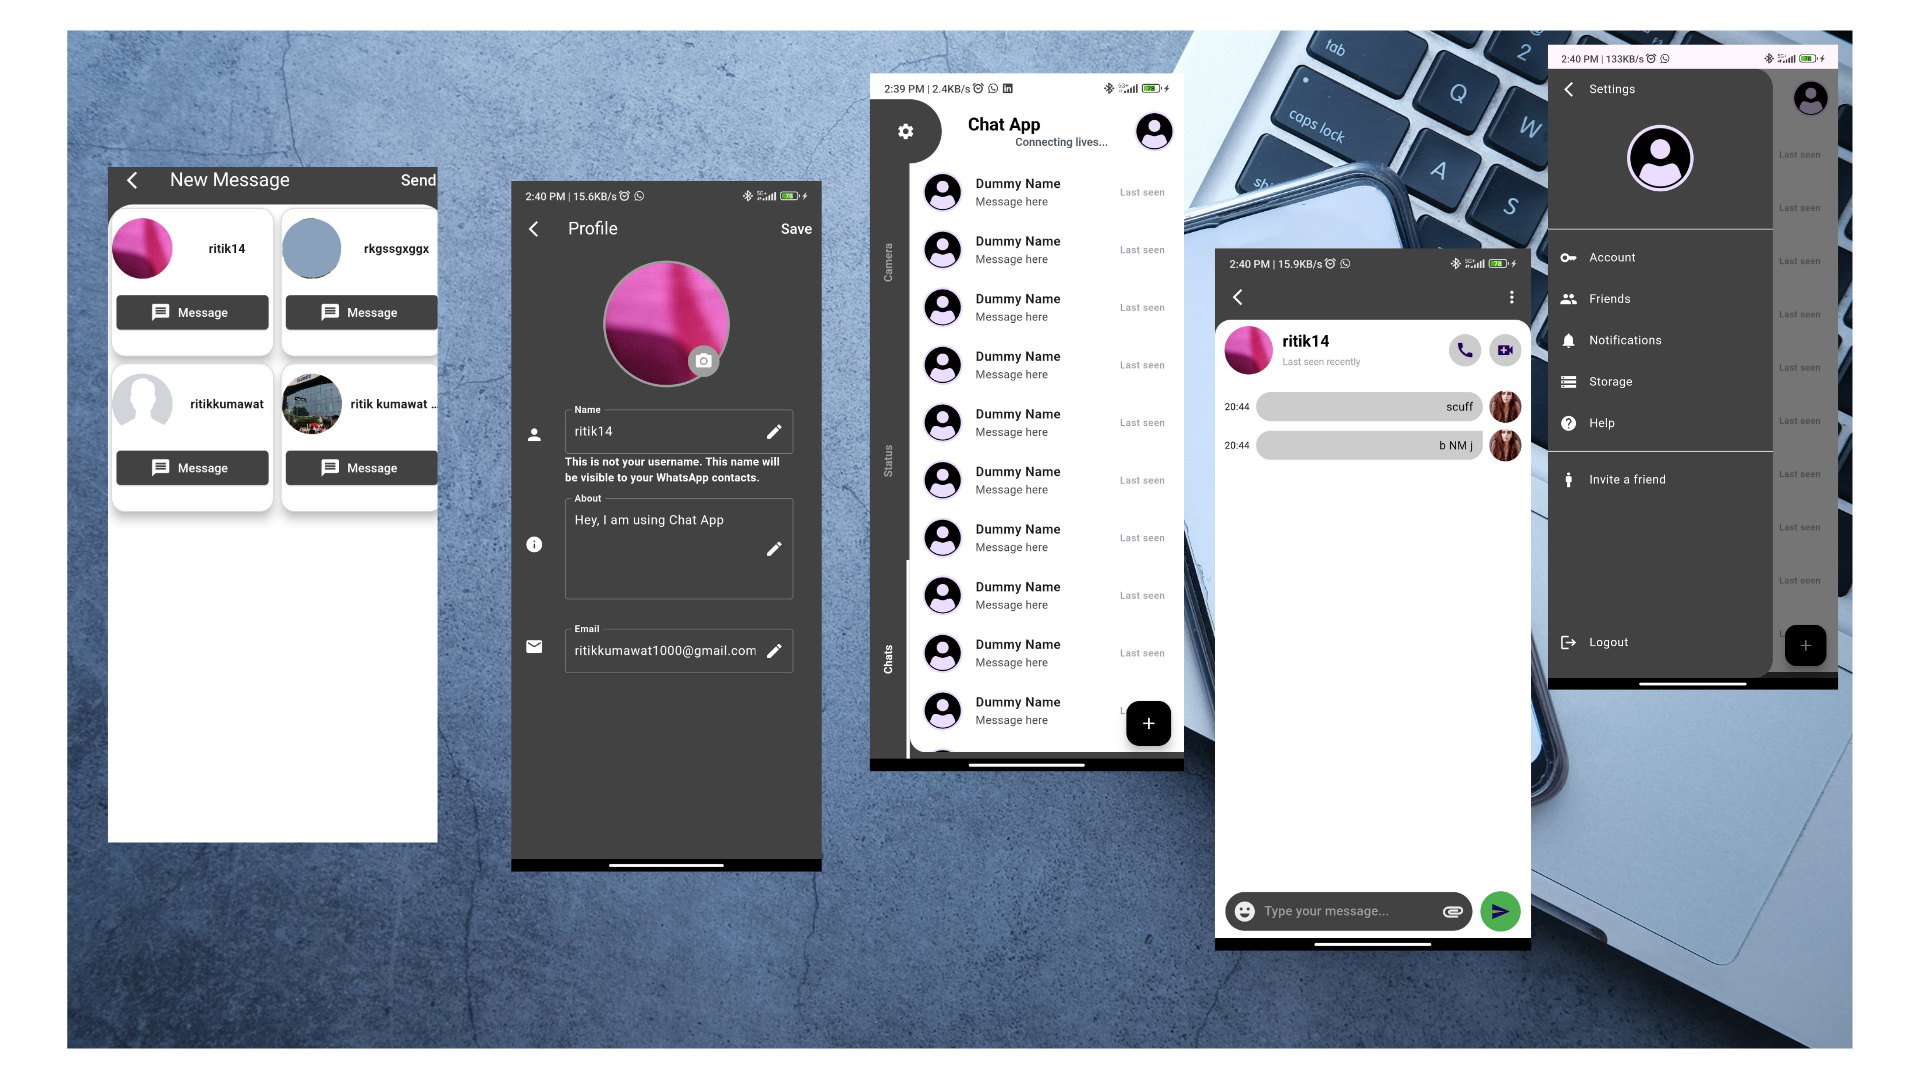 New Message
Send
ritik14
rkgssgxggx
Message
Message
ritikkumawat
ritik kumawat ..
Message
Message
2:40 PM | 15.6KB/s
78
Profile
Save
Name
ritik14
This is not your username. This name will
be visible to your WhatsApp contacts.
About
Hey, I am using Chat App
Email
ritikkumawat1000@gmail.com
2:39 PM | 2.4KB/s
78
Chat App
Connecting lives...
Camera
Status
Chats
Dummy Name
Last seen
Message here
Dummy Name
Last seen
Message here
Dummy Name
Last seen
Message here
Dummy Name
Last seen
Message here
Dummy Name
Last seen
Message here
Dummy Name
Last seen
Message here
Dummy Name
Last seen
Message here
Dummy Name
Last seen
Message here
Dummy Name
Last seen
Message here
Dummy Name
L
Message here
+
tab
caps lock
Q
W
A
S
2
2:40 PM | 15.9KB/s
78
ritik14
Last seen recently
20:44
scuff
20:44
b NM j
Type your message...
2:40 PM | 133KB/s
78
Settings
Account
Friends
Notifications
Storage
Help
Invite a friend
Logout
Last seen
Last seen
Last seen
Last seen
Last seen
Last seen
Last seen
Last seen
Last seen
+